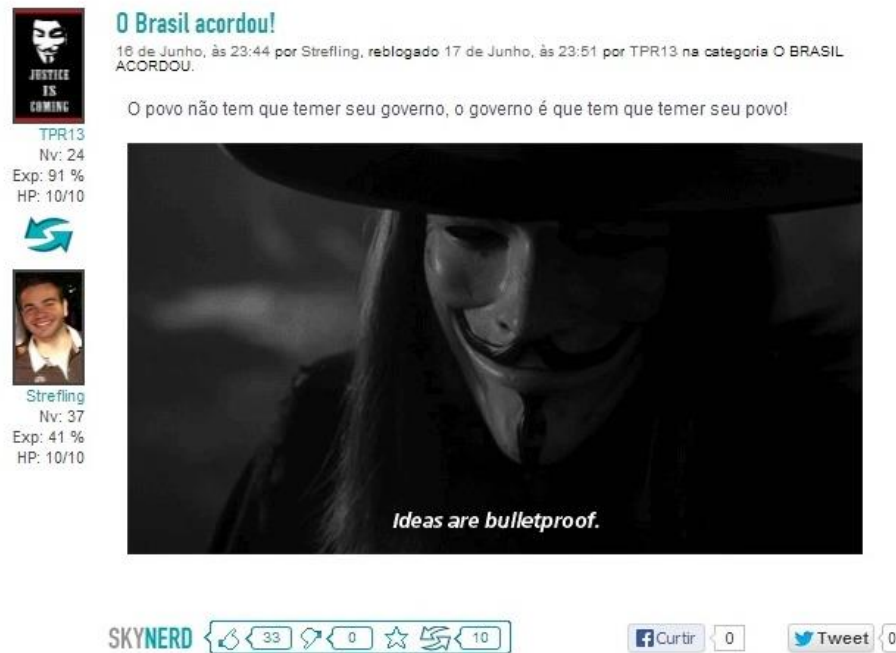 O Brasil acordou!
16 de Junho, às 23:44 por Strefling, reblogado 17 de Junho, às 23:51 por TPR13 na categoria O BRASIL
ACORDOU.
JUSTICE
IS
COMING
TPR13
Nv: 24
Exp: 91 %
HP: 10/10
Strefling
Nv: 37
Exp: 41 %
HP: 10/10
O povo não tem que temer seu governo, o governo é que tem que temer seu povo!
Ideas are bulletproof.
SKYNERD 33 0 10
Curtir 0
Tweet 0